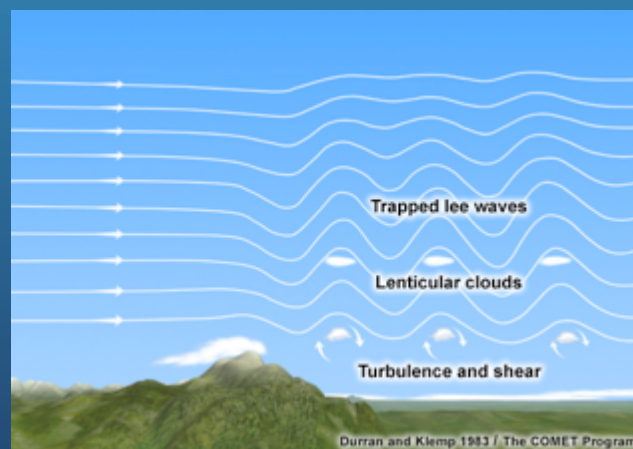 Trapped lee waves
Lenticular clouds
Turbulence and shear
Durran and Klemp 1983 / The COMET Program